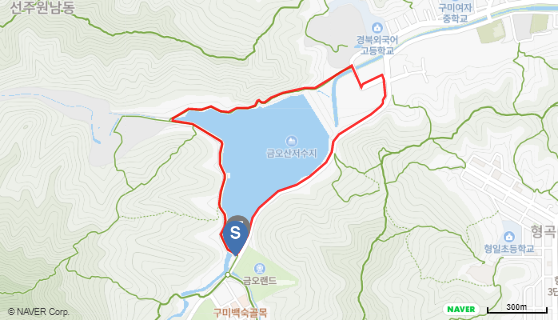 선주원남동
구미여자
중학교
경북외국어
고등학교
금오산저수지
S
형곡
형일초등학교
금오랜드
3단
구미백숙골목
© NAVER Corp.
NAVER
300m